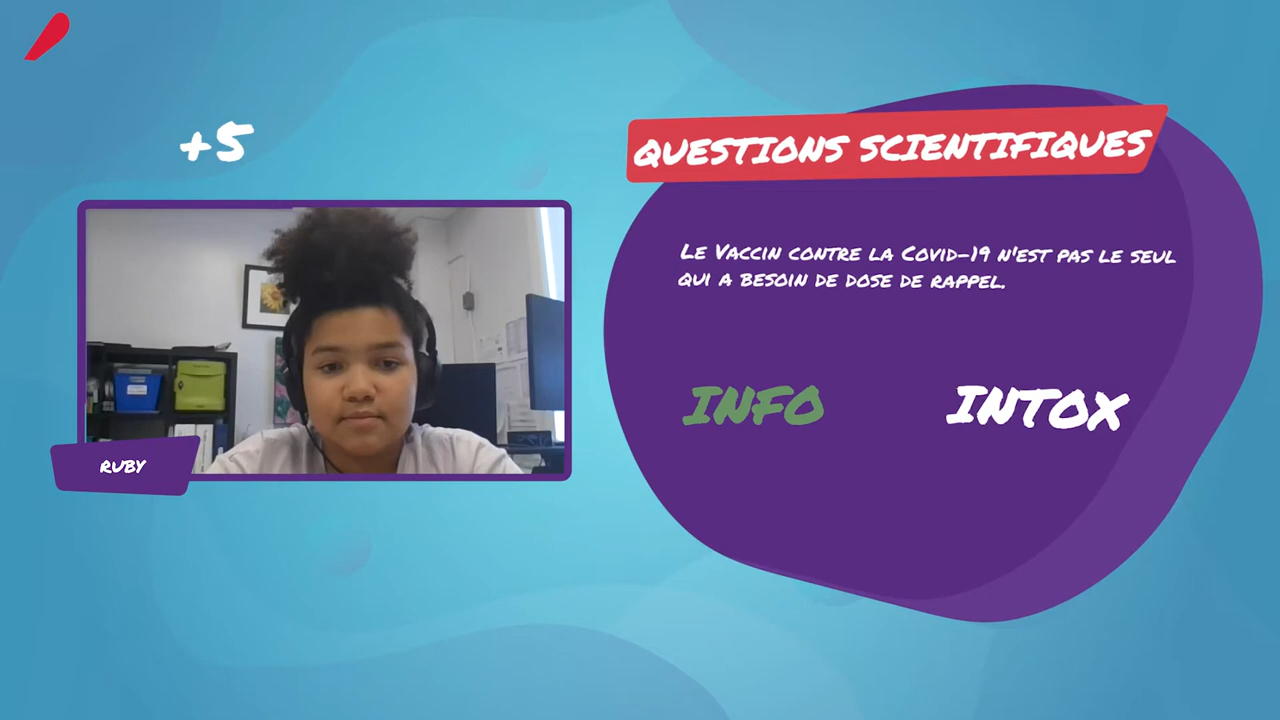 +5
QUESTIONS SCIENTIFIQUES
Le Vaccin contre la Covid-19 n'est pas le seul
qui a besoin de dose de rappel.
INFO
INTOX
RUBY